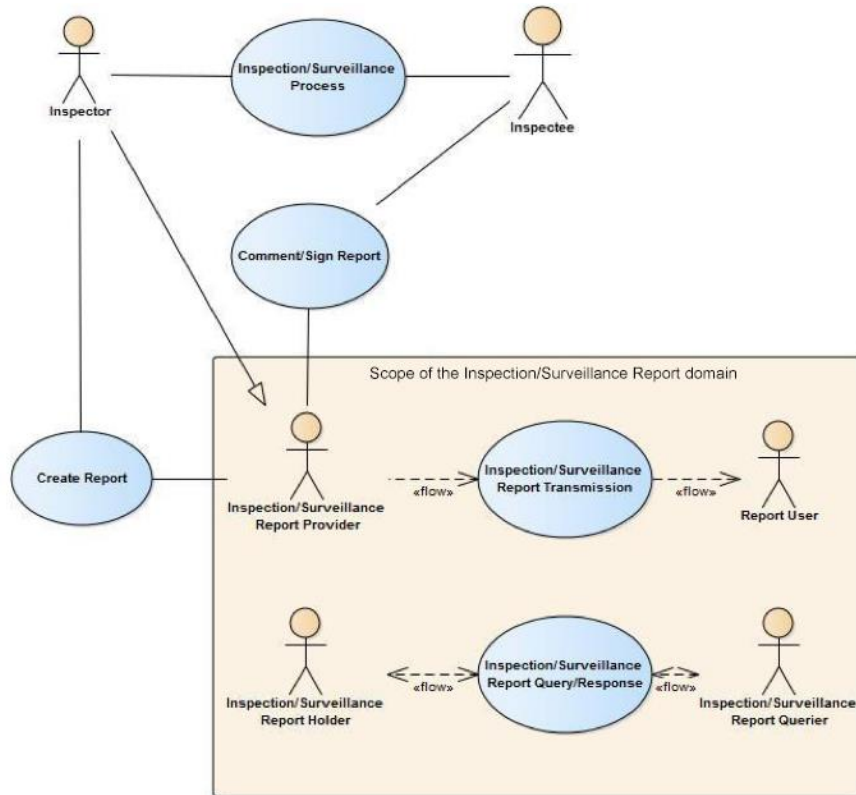 Inspection/Surveillance
Process
Inspector
Inspectee
Comment/Sign Report
Scope of the Inspection/Surveillance Report domain
Create Report
Inspection/Surveillance
Report Provider
«flow»
Inspection/Surveillance
Report Transmission
«flow»
Report User
Inspection/Surveillance
Report Holder
«flow»
Inspection/Surveillance
Report Query/Response
«flow»
Inspection/Surveillance
Report Querier